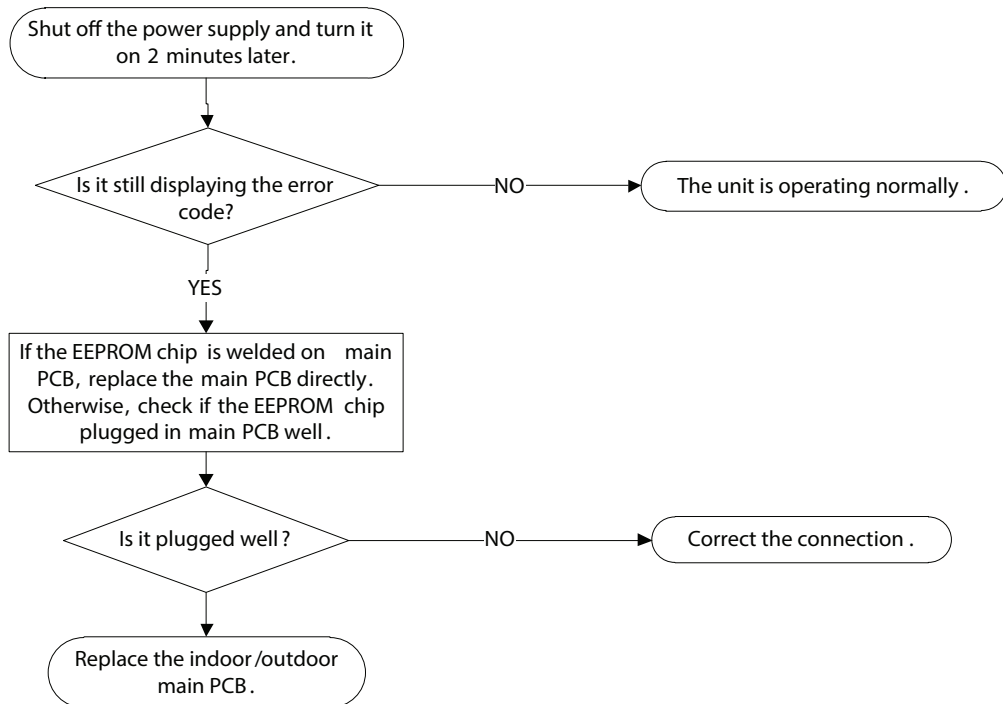 Shut off the power supply and turn it
on 2 minutes later.
Is it still displaying the error
code?
NO
The unit is operating normally .
YES
If the EEPROM chip is welded on main
PCB, replace the main PCB directly.
Otherwise, check if the EEPROM chip
plugged in main PCB well .
Is it plugged well ?
NO
Correct the connection .
Replace the indoor /outdoor
main PCB .